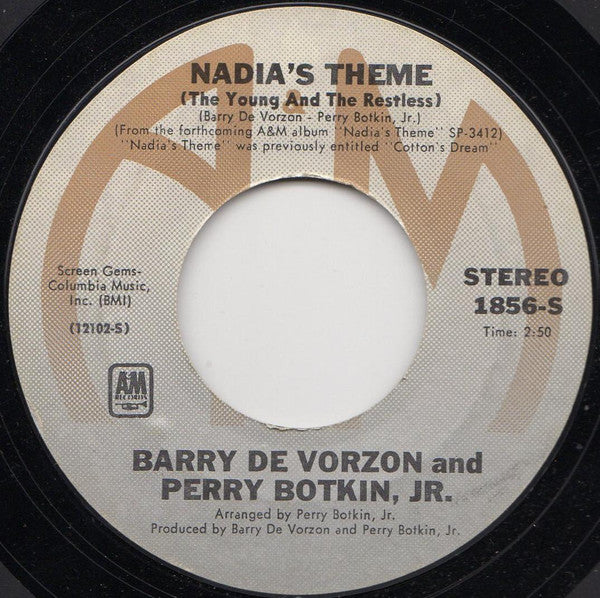 NADIA'S THEME
(The Young And The Restless)
(Barry De Vorzon - Perry Botkin, Jr.)
(From the forthcoming A&M album "Nadia's Theme" SP-3412)
"Nadia's Theme" was previously entitled "Cotton's Dream"
A&M
Screen Gems-
Columbia Music,
Inc. (BMI)
(12102-S)
A&M
RECORDS
STEREO
1856-S
Time: 2:50
BARRY DE VORZON and
PERRY BOTKIN, JR.
Arranged by Perry Botkin, Jr.
Produced by Barry De Vorzon and Perry Botkin, Jr.